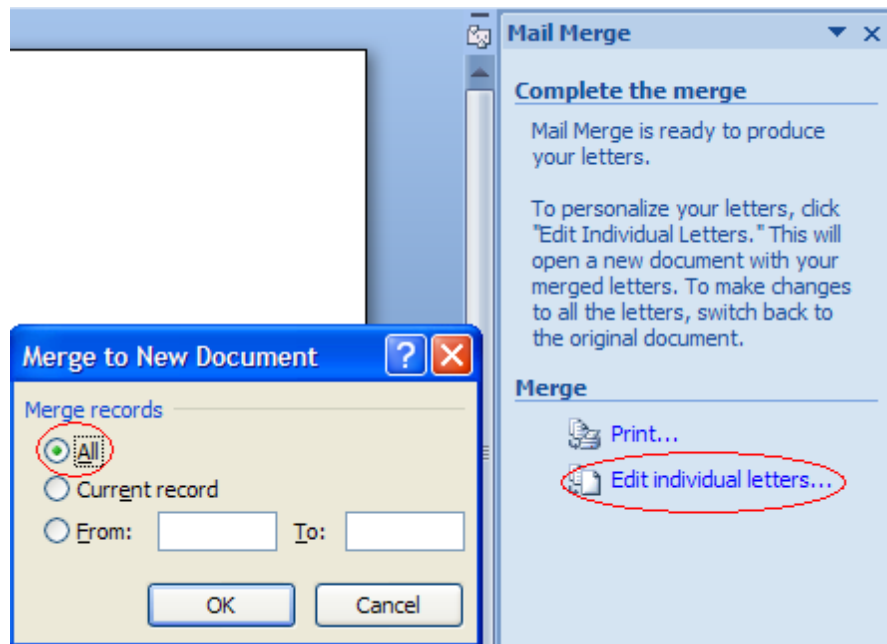 Mail Merge
Complete the merge
Mail Merge is ready to produce
your letters.
To personalize your letters, click
"Edit Individual Letters." This will
open a new document with your
merged letters. To make changes
to all the letters, switch back to
the original document.
Merge
Print...
Edit individual letters...
Merge to New Document
Merge records
All
Current record
From: To:
OK Cancel